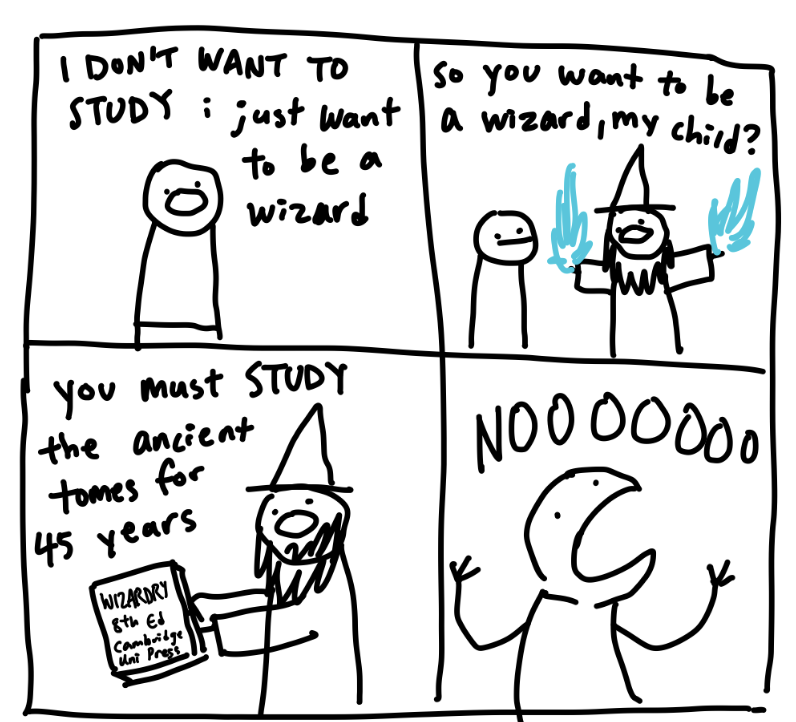 I DON'T WANT TO
STUDY i just want
to be a
wizard
so you want to be
a wizard, my child?
you must STUDY
the ancient
tomes for
45 years
WIZARDRY
8th Ed
Cambridge
Uni Press
NOOOOOOOO